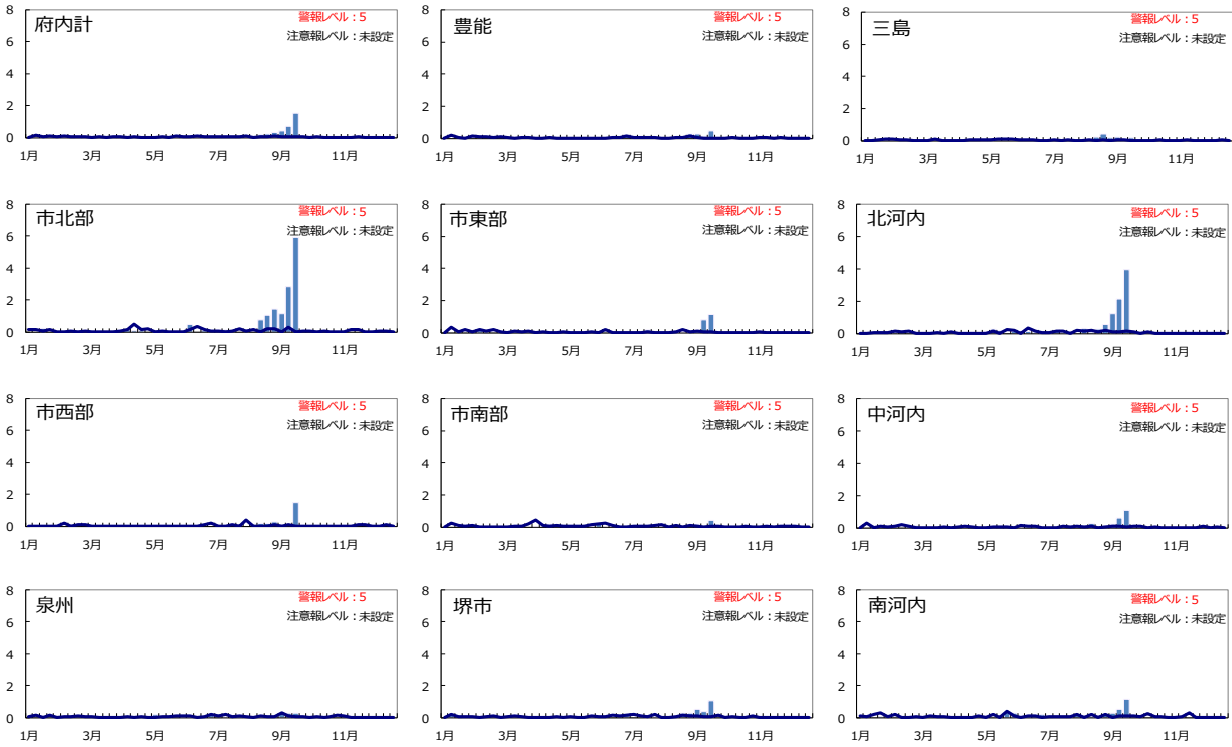 府内計
警報レベル：5
注意報レベル：未設定
8
6
4
2
0
1月 3月 5月 7月 9月 11月
豊能
警報レベル：5
注意報レベル：未設定
8
6
4
2
0
1月 3月 5月 7月 9月 11月
三島
警報レベル：5
注意報レベル：未設定
8
6
4
2
0
1月 3月 5月 7月 9月 11月
市北部
警報レベル：5
注意報レベル：未設定
8
6
4
2
0
1月 3月 5月 7月 9月 11月
市東部
警報レベル：5
注意報レベル：未設定
8
6
4
2
0
1月 3月 5月 7月 9月 11月
北河内
警報レベル：5
注意報レベル：未設定
8
6
4
2
0
1月 3月 5月 7月 9月 11月
市西部
警報レベル：5
注意報レベル：未設定
8
6
4
2
0
1月 3月 5月 7月 9月 11月
市南部
警報レベル：5
注意報レベル：未設定
8
6
4
2
0
1月 3月 5月 7月 9月 11月
中河内
警報レベル：5
注意報レベル：未設定
8
6
4
2
0
1月 3月 5月 7月 9月 11月
泉州
警報レベル：5
注意報レベル：未設定
8
6
4
2
0
1月 3月 5月 7月 9月 11月
堺市
警報レベル：5
注意報レベル：未設定
8
6
4
2
0
1月 3月 5月 7月 9月 11月
南河内
警報レベル：5
注意報レベル：未設定
8
6
4
2
0
1月 3月 5月 7月 9月 11月